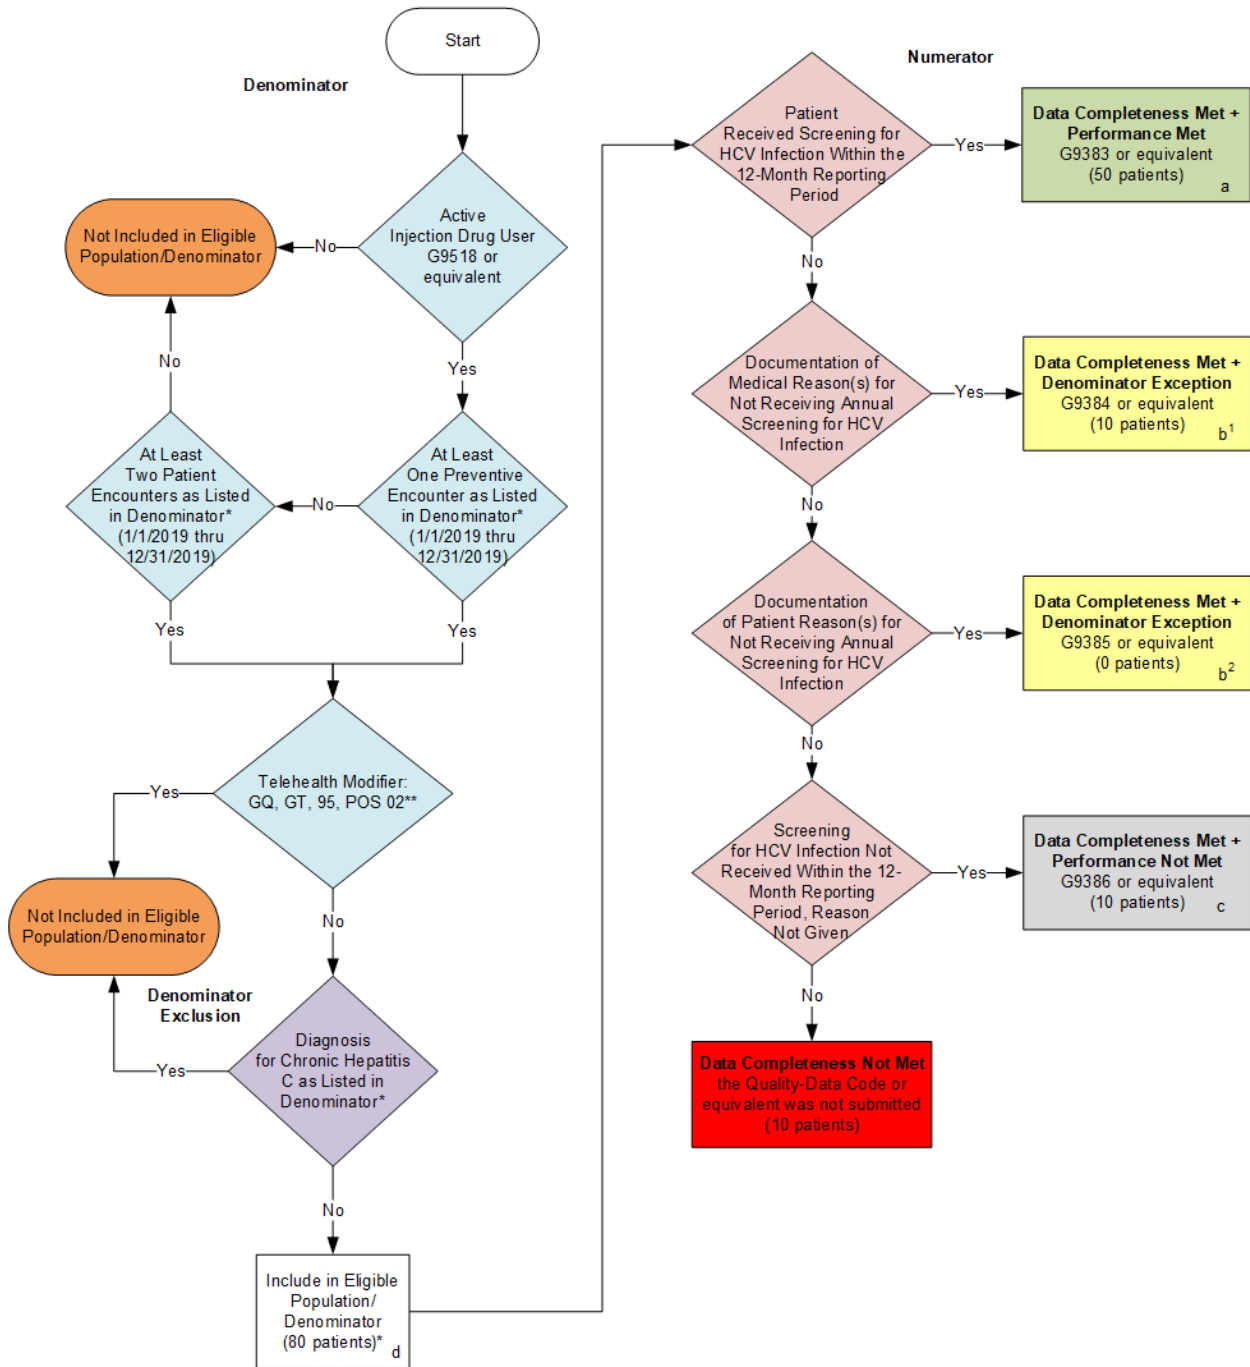 Start
Denominator
Active
Injection Drug User
G9518 or
equivalent
No
Not Included in Eligible
Population/Denominator
Yes
No
At Least
One Preventive
Encounter as Listed
in Denominator*
(1/1/2019 thru
12/31/2019)
No
At Least
Two Patient
Encounters as Listed
in Denominator*
(1/1/2019 thru
12/31/2019)
Yes
Yes
Telehealth Modifier:
GQ, GT, 95, POS 02**
Yes
Not Included in Eligible
Population/Denominator
No
Denominator
Exclusion
Diagnosis
for Chronic Hepatitis
C as Listed in
Denominator*
Yes
No
Include in Eligible
Population/
Denominator
(80 patients)*
d
Numerator
Patient
Received Screening for
HCV Infection Within the
12-Month Reporting
Period
Yes
Data Completeness Met +
Performance Met
G9383 or equivalent
(50 patients)
a
No
Documentation of
Medical Reason(s) for
Not Receiving Annual
Screening for HCV
Infection
Yes
Data Completeness Met +
Denominator Exception
G9384 or equivalent
(10 patients)
b1
No
Documentation
of Patient Reason(s) for
Not Receiving Annual
Screening for HCV
Infection
Yes
Data Completeness Met +
Denominator Exception
G9385 or equivalent
(0 patients)
b2
No
Screening
for HCV Infection Not
Received Within the 12-
Month Reporting
Period, Reason
Not Given
Yes
Data Completeness Met +
Performance Not Met
G9386 or equivalent
(10 patients)
c
No
Data Completeness Not Met
the Quality-Data Code or
equivalent was not submitted
(10 patients)